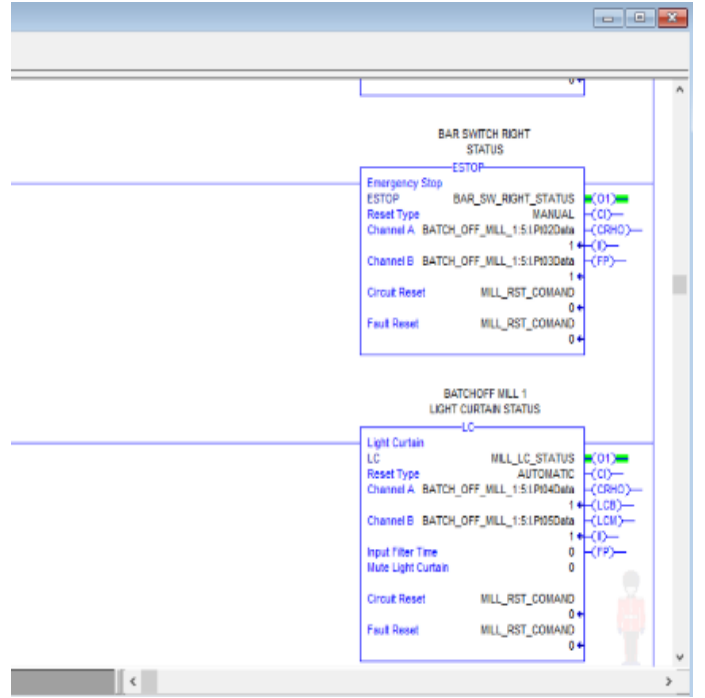 0
BAR SWITCH RIGHT
STATUS
ESTOP
Emergency Stop
ESTOP BAR_SW_RIGHT_STATUS (O1)
Reset Type MANUAL (CI)
Channel A BATCH_OFF_MILL_1:5:I.Pt02Data (CRHO)
1 (II)
Channel B BATCH_OFF_MILL_1:5:I.Pt03Data (FP)
1
Circuit Reset MILL_RST_COMAND
0
Fault Reset MILL_RST_COMAND
0
BATCHOFF MILL 1
LIGHT CURTAIN STATUS
LC
Light Curtain
LC MILL_LC_STATUS (O1)
Reset Type AUTOMATIC (CI)
Channel A BATCH_OFF_MILL_1:5:I.Pt04Data (CRHO)
1 (LCB)
Channel B BATCH_OFF_MILL_1:5:I.Pt05Data (LCM)
1 (II)
Input Filter Time 0 (FP)
Mute Light Curtain 0
Circuit Reset MILL_RST_COMAND
0
Fault Reset MILL_RST_COMAND
0